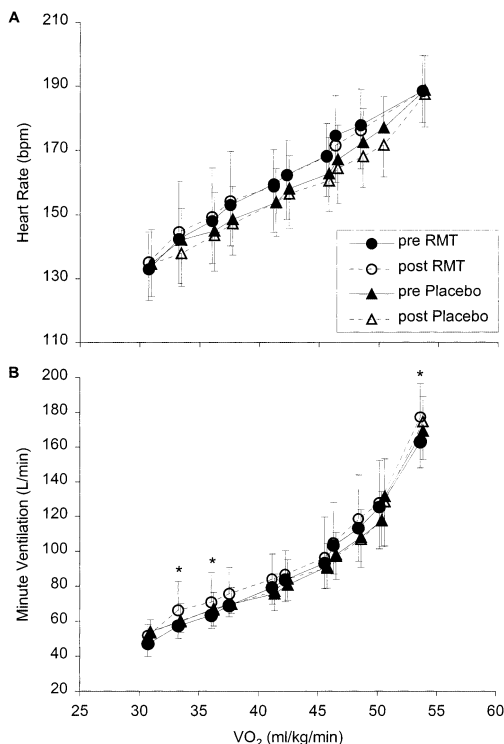 A
210
190
170
150
130
110
Heart Rate (bpm)
pre RMT
post RMT
pre Placebo
post Placebo
B
200
180
160
140
120
100
80
60
40
20
Minute Ventilation (L/min)
*
*
*
25 30 35 40 45 50 55 60
VO₂ (ml/kg/min)